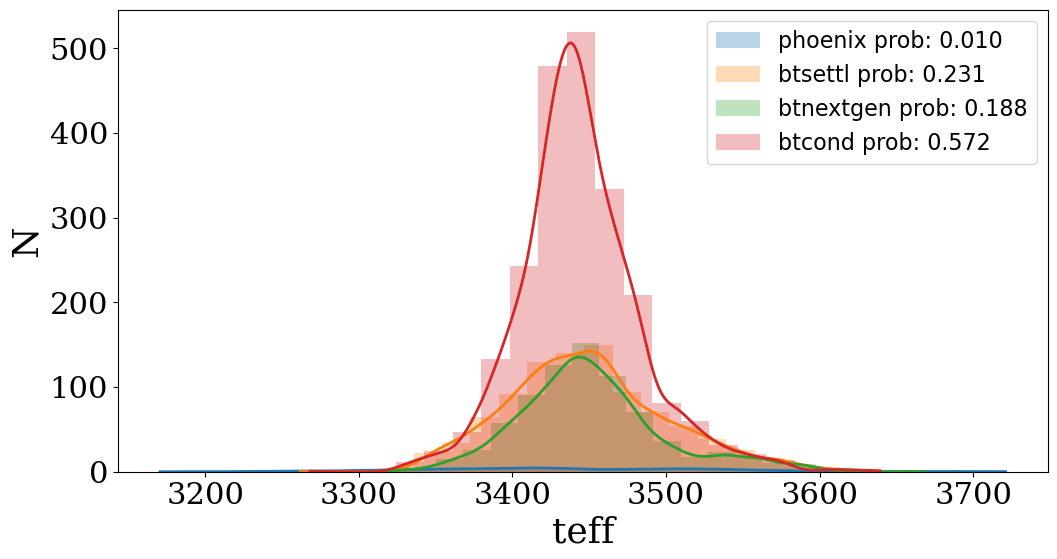 phoenix prob: 0.010
btsettl prob: 0.231
btnextgen prob: 0.188
btcond prob: 0.572
500
400
300
200
100
0
N
3200 3300 3400 3500 3600 3700
teff